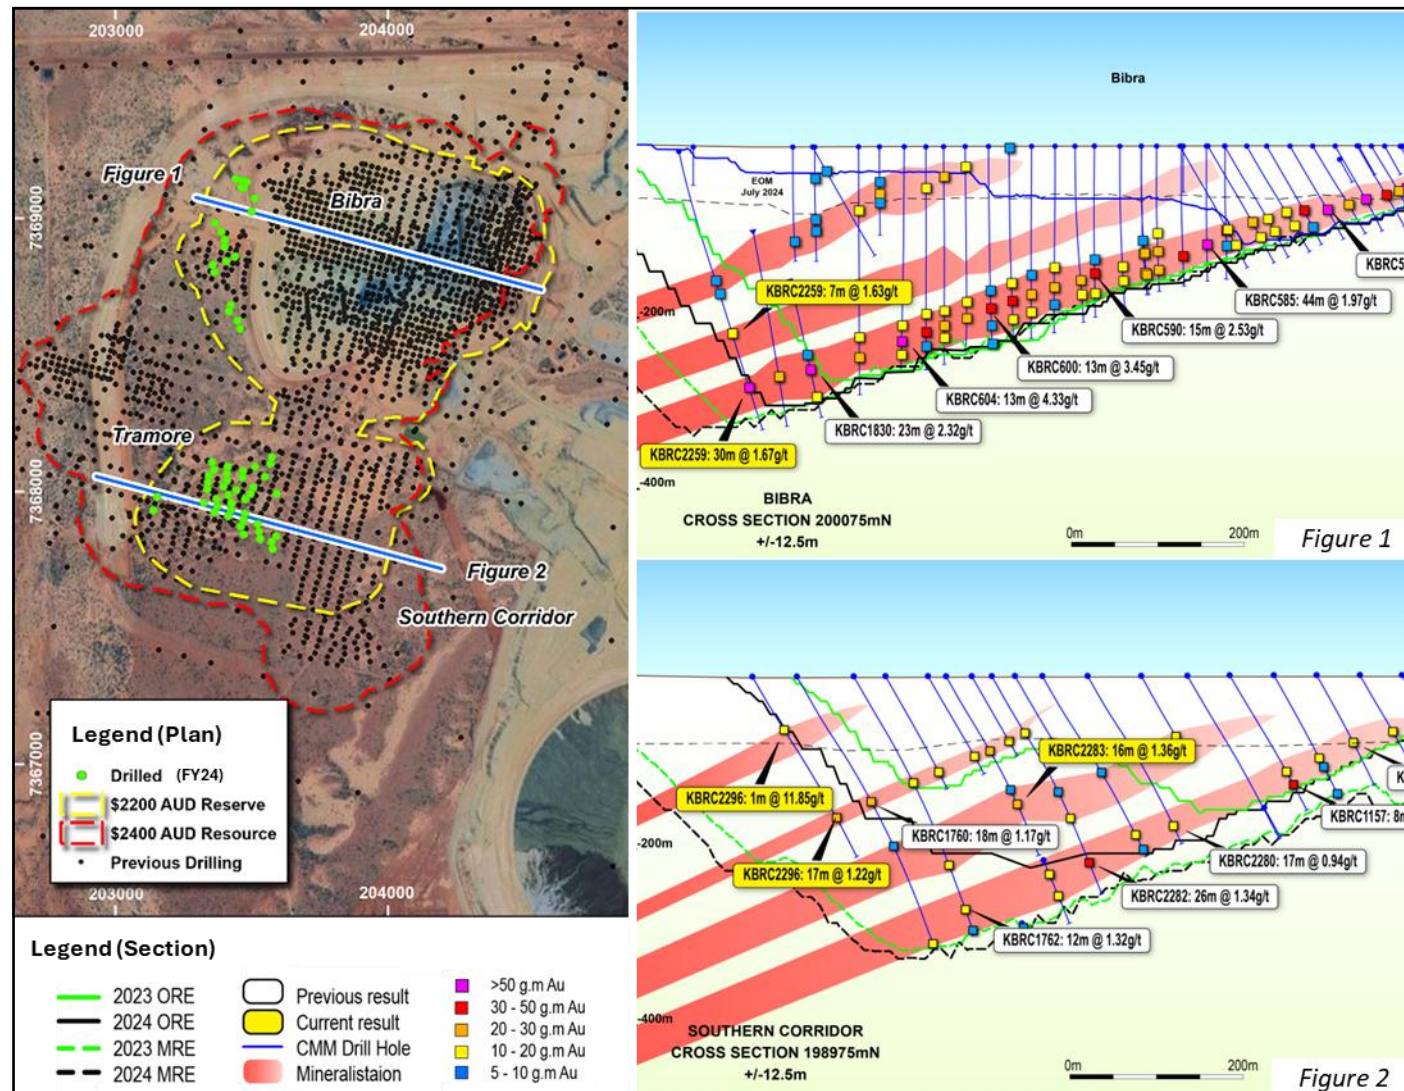 203000
204000
7369000
7368000
7367000
Figure 1
Bibra
Tramore
Figure 2
Southern Corridor
Legend (Plan)
Drilled (FY24)
$2200 AUD Reserve
$2400 AUD Resource
Previous Drilling
203000
204000
Legend (Section)
2023 ORE
2024 ORE
2023 MRE
2024 MRE
Previous result
Current result
CMM Drill Hole
Mineralistaion
>50 g.m Au
30 - 50 g.m Au
20 - 30 g.m Au
10 - 20 g.m Au
5 - 10 g.m Au
Bibra
EOM
July 2024
-200m
KBRC2259: 7m @ 1.63g/t
KBRC5
KBRC585: 44m @ 1.97g/t
KBRC590: 15m @ 2.53g/t
KBRC600: 13m @ 3.45g/t
KBRC604: 13m @ 4.33g/t
KBRC1830: 23m @ 2.32g/t
KBRC2259: 30m @ 1.67g/t
-400m
BIBRA
CROSS SECTION 200075mN
+/-12.5m
0m
200m
Figure 1
KBRC2283: 16m @ 1.36g/t
KBRC2296: 1m @ 11.85g/t
K
KBRC1157: 8m
KBRC1760: 18m @ 1.17g/t
-200m
KBRC2280: 17m @ 0.94g/t
KBRC2296: 17m @ 1.22g/t
KBRC2282: 26m @ 1.34g/t
KBRC1762: 12m @ 1.32g/t
-400m
SOUTHERN CORRIDOR
CROSS SECTION 198975mN
+/-12.5m
0m
200m
Figure 2